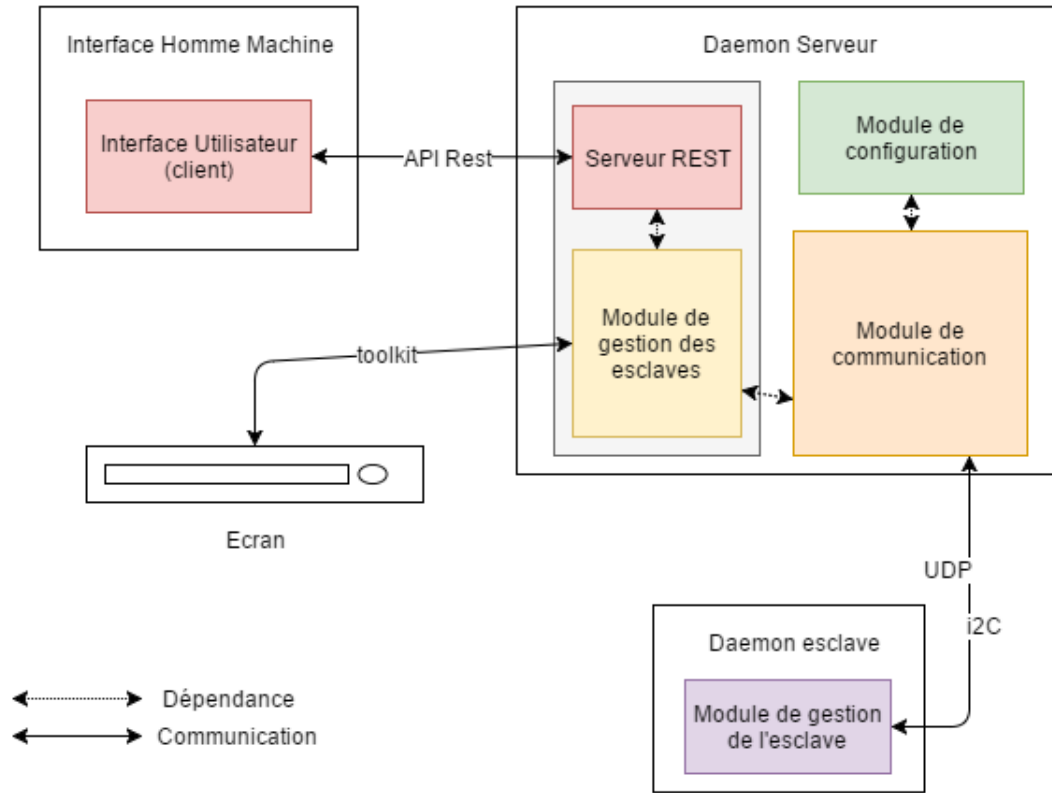 Interface Homme Machine
Interface Utilisateur
(client)
API Rest
Daemon Serveur
Serveur REST
Module de
gestion des
esclaves
Module de
configuration
Module de
communication
toolkit
Ecran
UDP
i2C
Daemon esclave
Module de gestion
de l'esclave
Dépendance
Communication